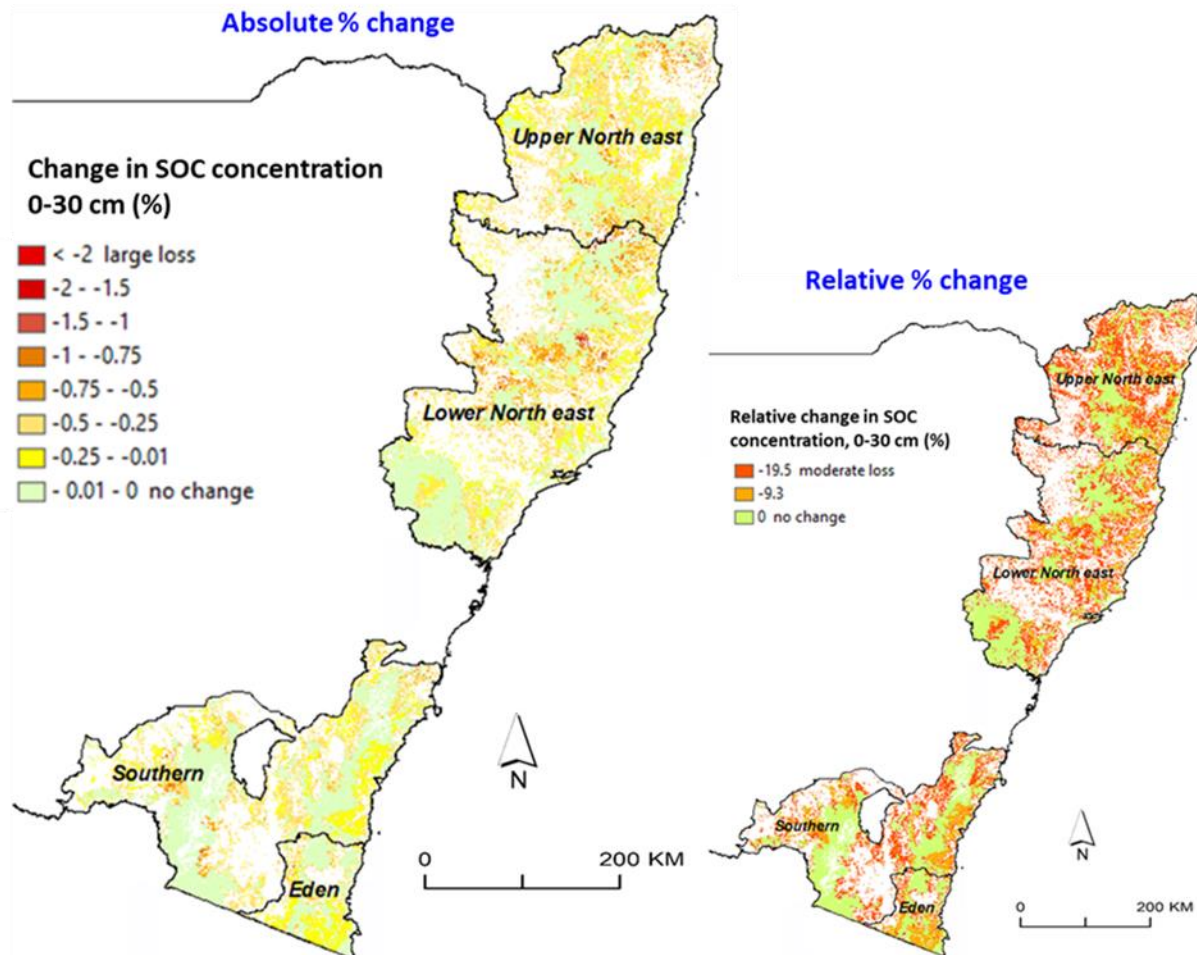 Absolute % change
Upper North east
Change in SOC concentration
0-30 cm (%)
< -2 large loss
-2 - -1.5
-1.5 - -1
-1 - -0.75
-0.75 - -0.5
-0.5 - -0.25
-0.25 - -0.01
- 0.01 - 0 no change
Lower North east
Southern
Eden
N
0 200 KM
Relative % change
Upper North east
Relative change in SOC
concentration, 0-30 cm (%)
-19.5 moderate loss
-9.3
0 no change
Lower North east
Southern
Eden
N
0 200 KM